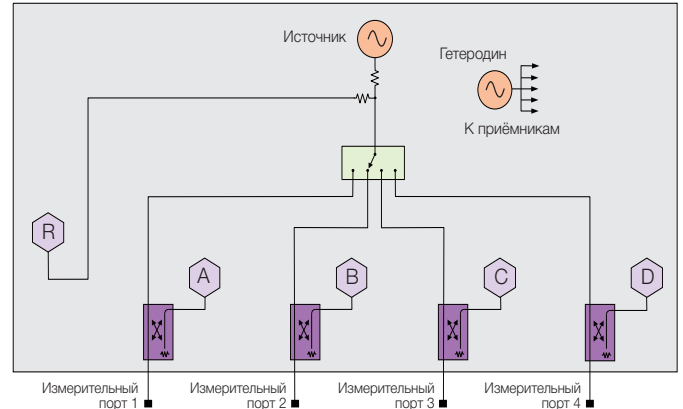 Источник
Гетеродин
К приёмникам
R
A
B
C
D
Измерительный
порт 1
Измерительный
порт 2
Измерительный
порт 3
Измерительный
порт 4